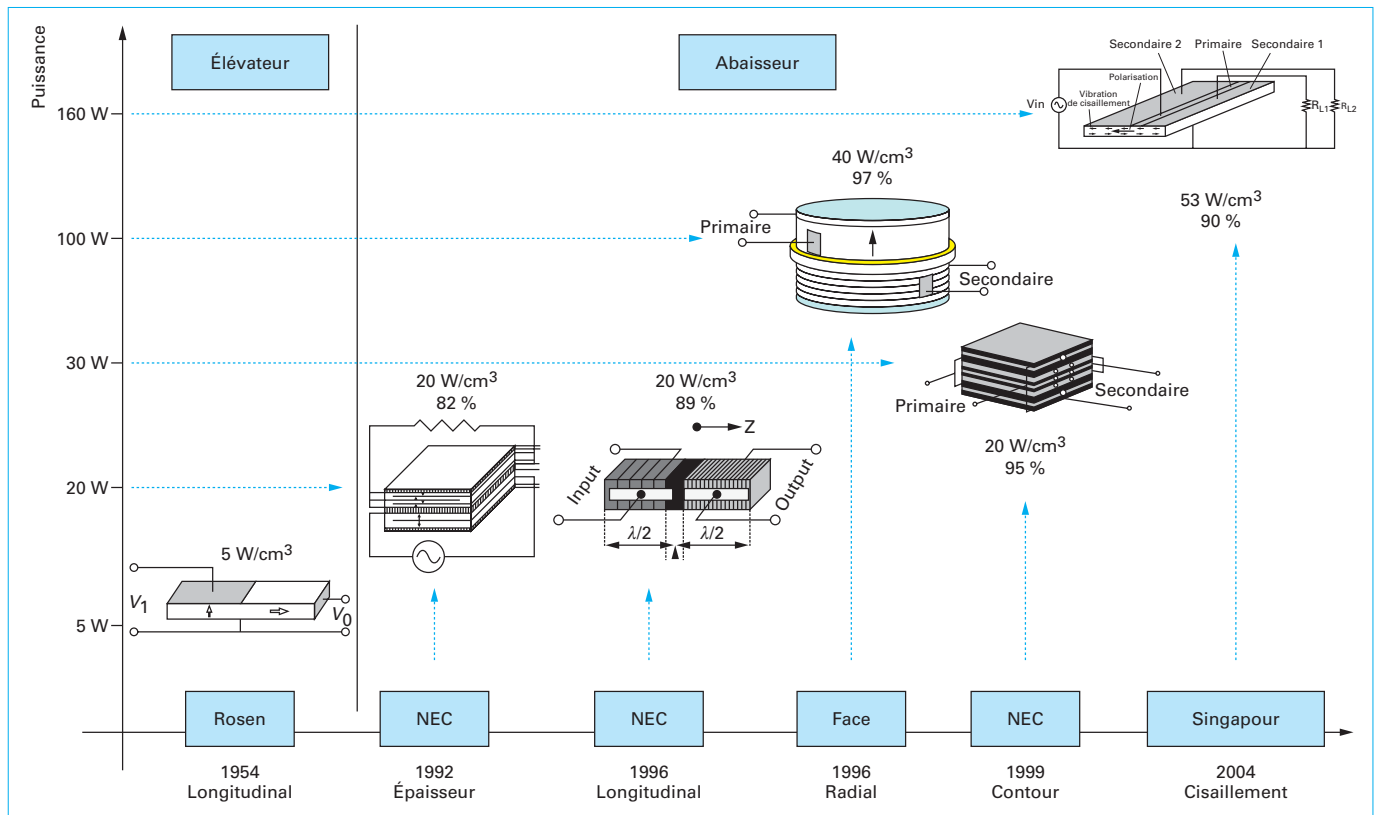 Puissance
Élévateur
Abaisseur
160 W
100 W
30 W
20 W
5 W
Secondaire 2
Primaire
Secondaire 1
Polarisation
Vin
Vibration
de cisaillement
RL1
RL2
40 W/cm³
97 %
Primaire
Secondaire
53 W/cm³
90 %
20 W/cm³
82 %
20 W/cm³
89 %
Z
Input
Output
λ/2
λ/2
Primaire
Secondaire
20 W/cm³
95 %
5 W/cm³
V1
V0
Rosen
NEC
NEC
Face
NEC
Singapour
1954
Longitudinal
1992
Épaisseur
1996
Longitudinal
1996
Radial
1999
Contour
2004
Cisaillement